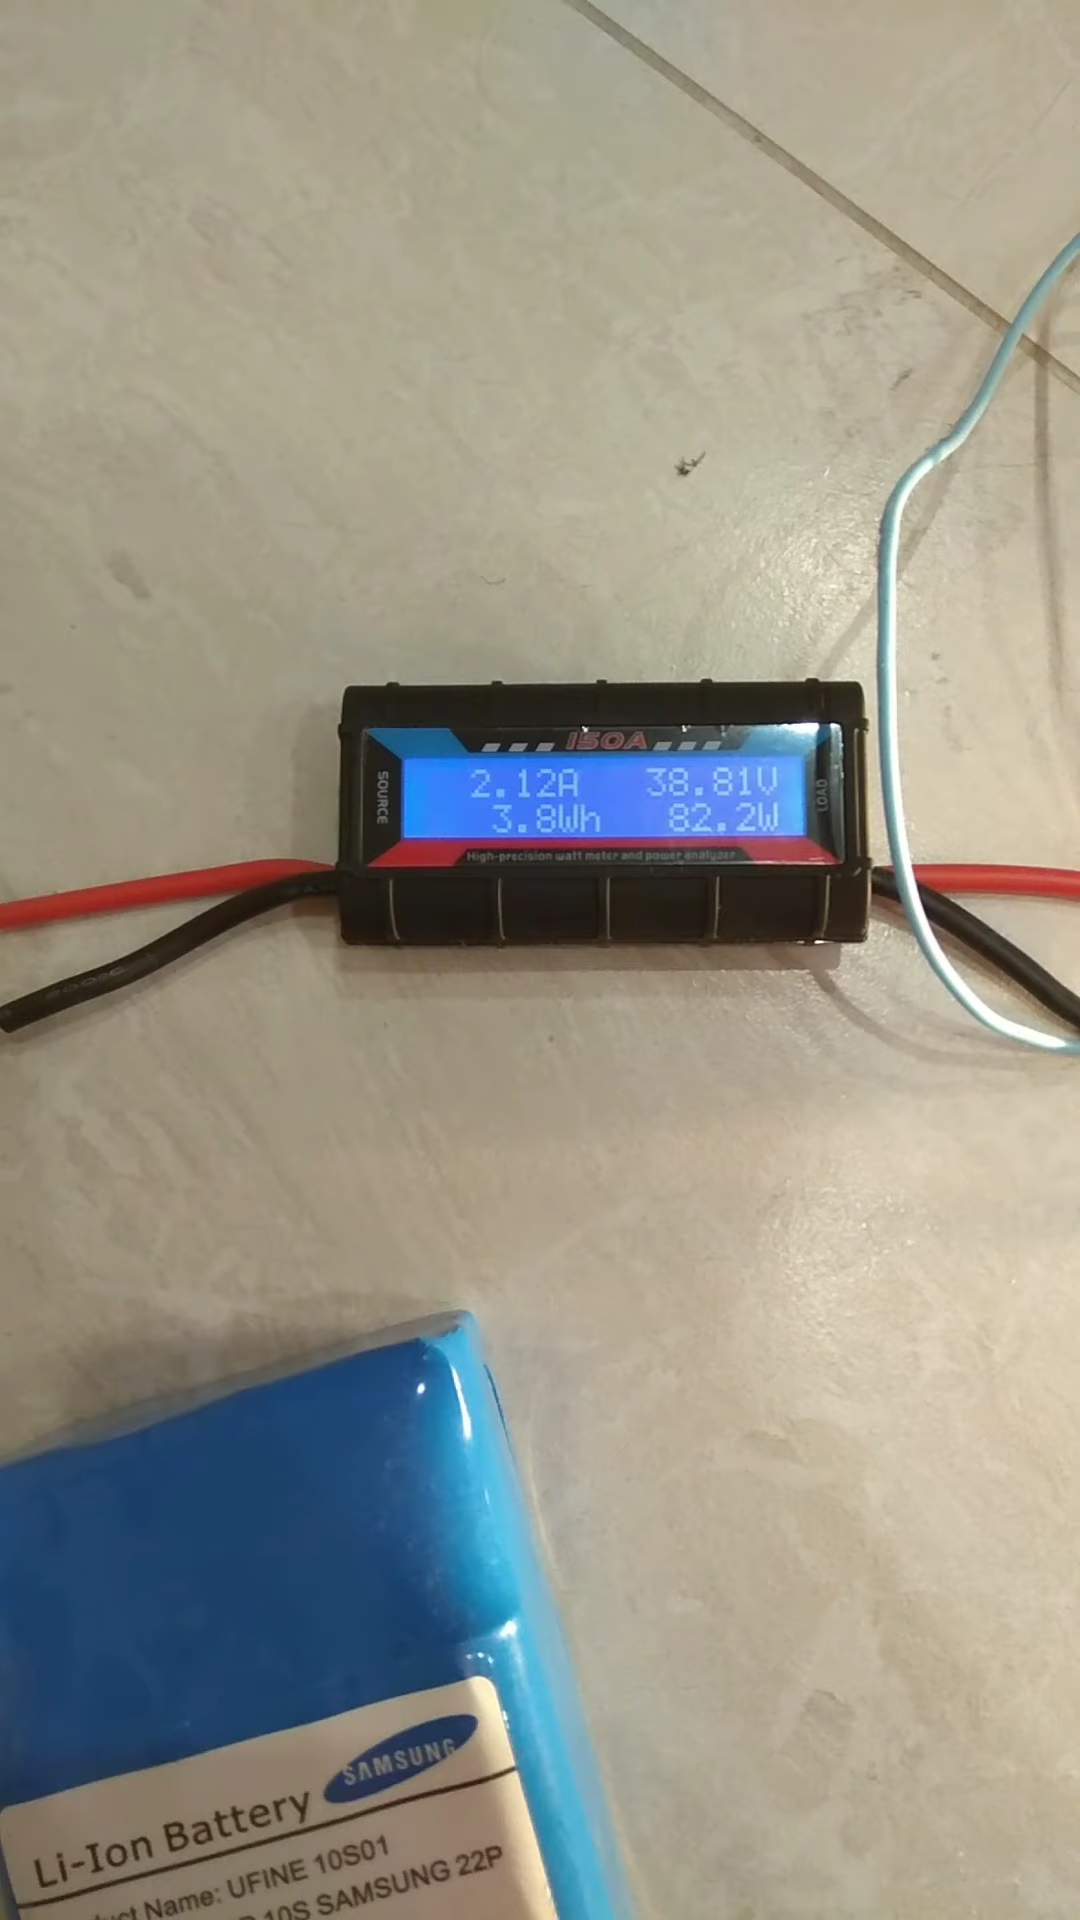 150A
SOURCE
2.12A 38.81V
3.8Wh 82.2W
LOAD
High-precision watt meter and power analyzer
200°C
SAMSUNG
Li-Ion Battery
Name: UFINE 10S01
10S SAMSUNG 22P